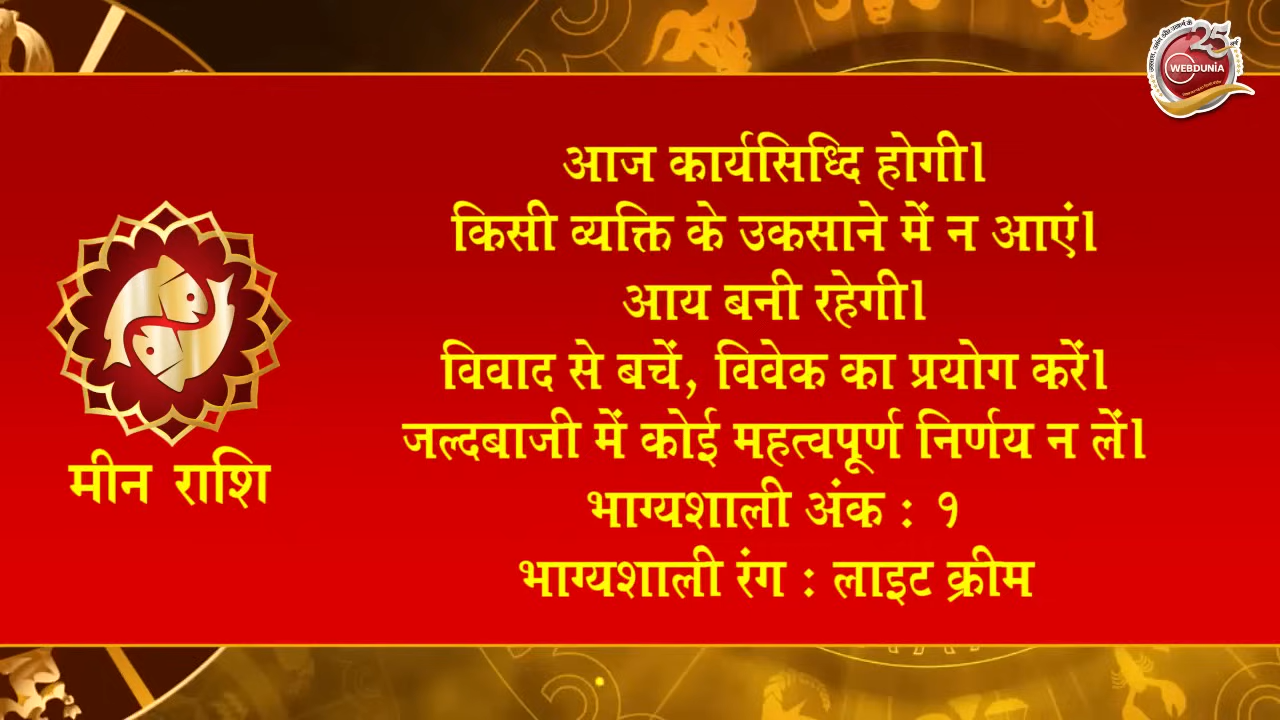 आज कार्यसिध्दि होगी।
किसी व्यक्ति के उकसाने में न आएं।
आय बनी रहेगी।
विवाद से बचें, विवेक का प्रयोग करें।
जल्दबाजी में कोई महत्वपूर्ण निर्णय न लें।
भाग्यशाली अंक : १
भाग्यशाली रंग : लाइट क्रीम
मीन राशि
25
WEBDUNIA